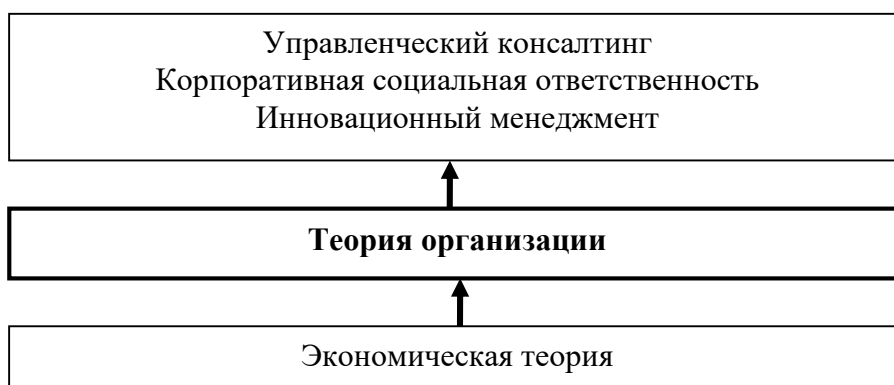 Управленческий консалтинг
Корпоративная социальная ответственность
Инновационный менеджмент
Теория организации
Экономическая теория